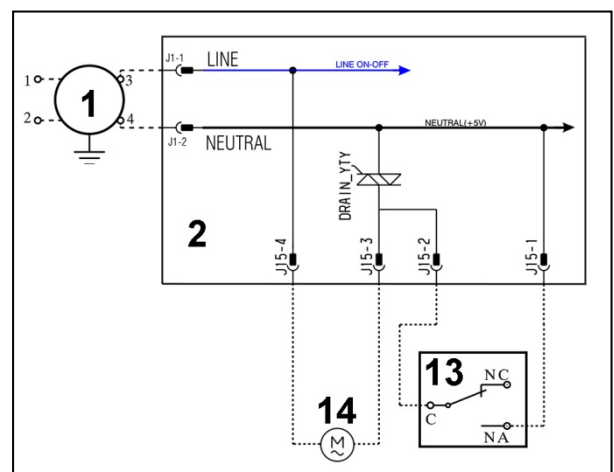 J1-1
LINE
LINE ON-OFF
1
3
1
2
4
J1-2
NEUTRAL
NEUTRAL(+5V)
DRAIN_YTY
2
J15-4
J15-3
J15-2
J15-1
13
NC
C
NA
14
M
~